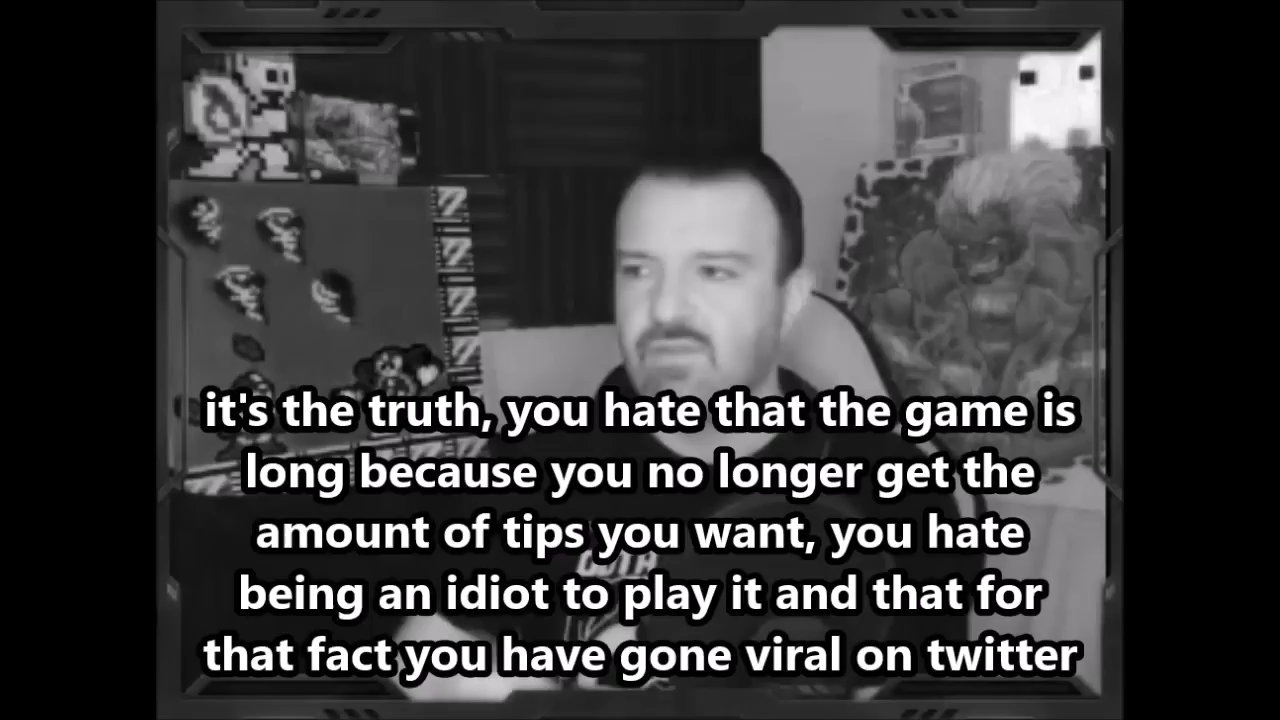 it's the truth, you hate that the game is
long because you no longer get the
amount of tips you want, you hate
being an idiot to play it and that for
that fact you have gone viral on twitter